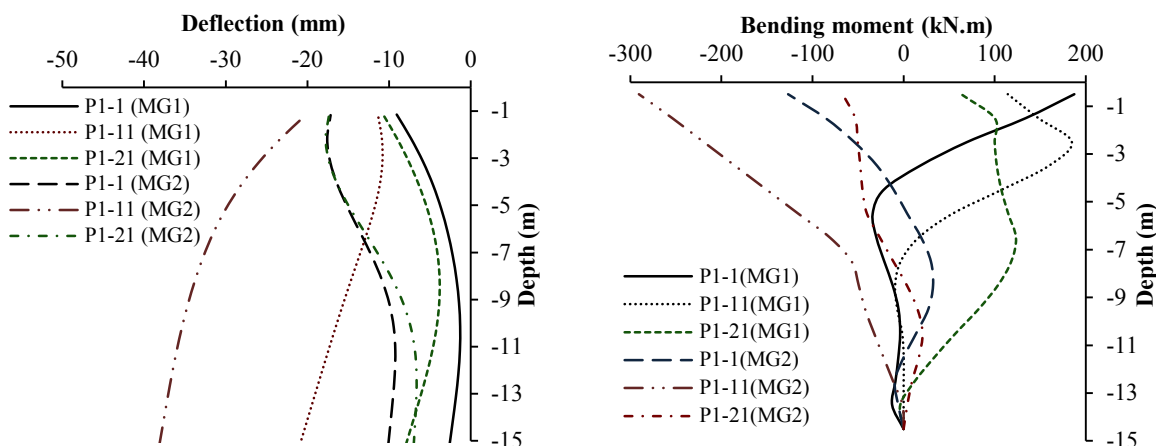 Deflection (mm)
-50 -40 -30 -20 -10 0
-1
-3
-5
-7
-9
-11
-13
-15
Depth (m)
P1-1 (MG1)
P1-11 (MG1)
P1-21 (MG1)
P1-1 (MG2)
P1-11 (MG2)
P1-21 (MG2)
Bending moment (kN.m)
-300 -200 -100 0 100 200
-1
-3
-5
-7
-9
-11
-13
-15
Depth (m)
P1-1(MG1)
P1-11(MG1)
P1-21(MG1)
P1-1(MG2)
P1-11(MG2)
P1-21(MG2)